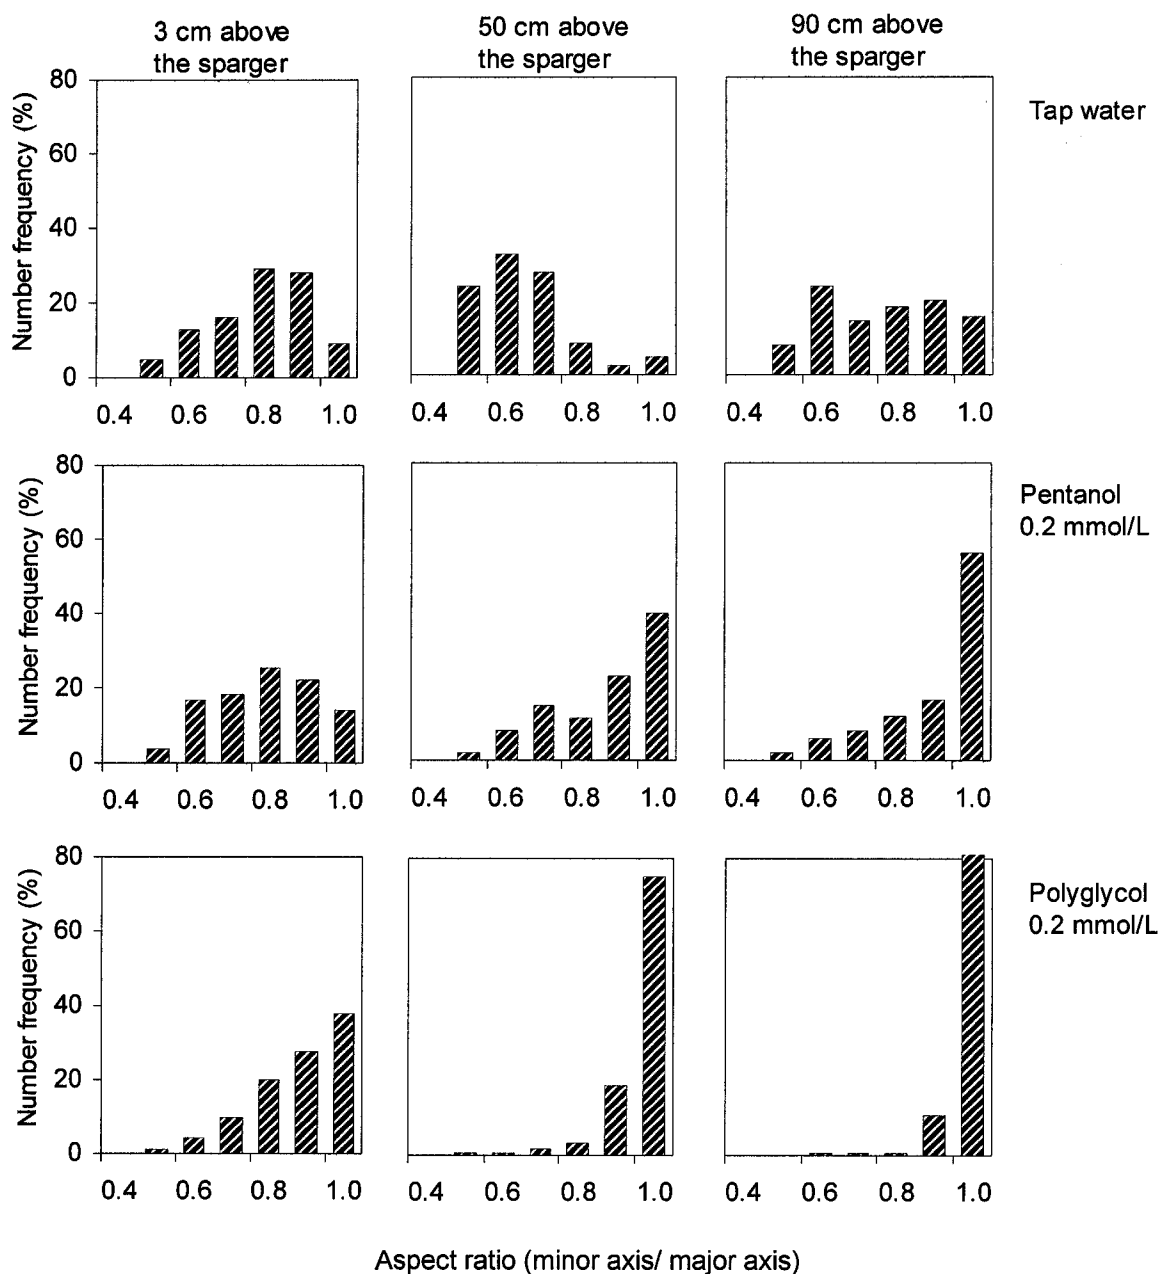 3 cm above
the sparger
50 cm above
the sparger
90 cm above
the sparger
Tap water
Number frequency (%)
80
60
40
20
0
0.4 0.6 0.8 1.0
0.4 0.6 0.8 1.0
0.4 0.6 0.8 1.0
Pentanol
0.2 mmol/L
Number frequency (%)
80
60
40
20
0
0.4 0.6 0.8 1.0
0.4 0.6 0.8 1.0
0.4 0.6 0.8 1.0
Polyglycol
0.2 mmol/L
Number frequency (%)
80
60
40
20
0
0.4 0.6 0.8 1.0
0.4 0.6 0.8 1.0
0.4 0.6 0.8 1.0
Aspect ratio (minor axis/ major axis)